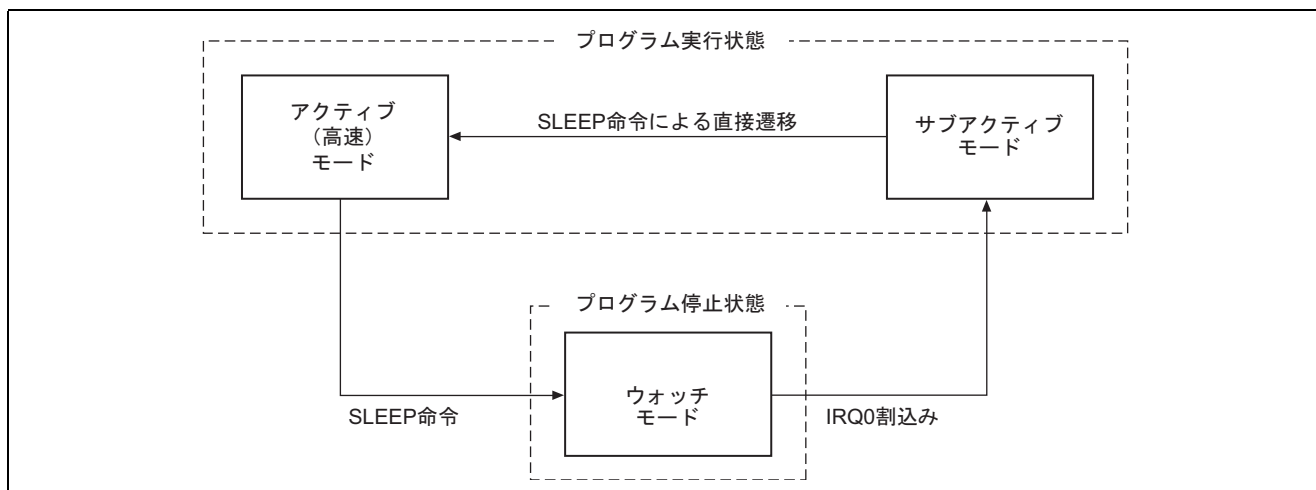 プログラム実行状態
アクティブ
（高速）
モード
SLEEP命令による直接遷移
サブアクティブ
モード
プログラム停止状態
ウォッチ
モード
SLEEP命令
IRQ0割込み